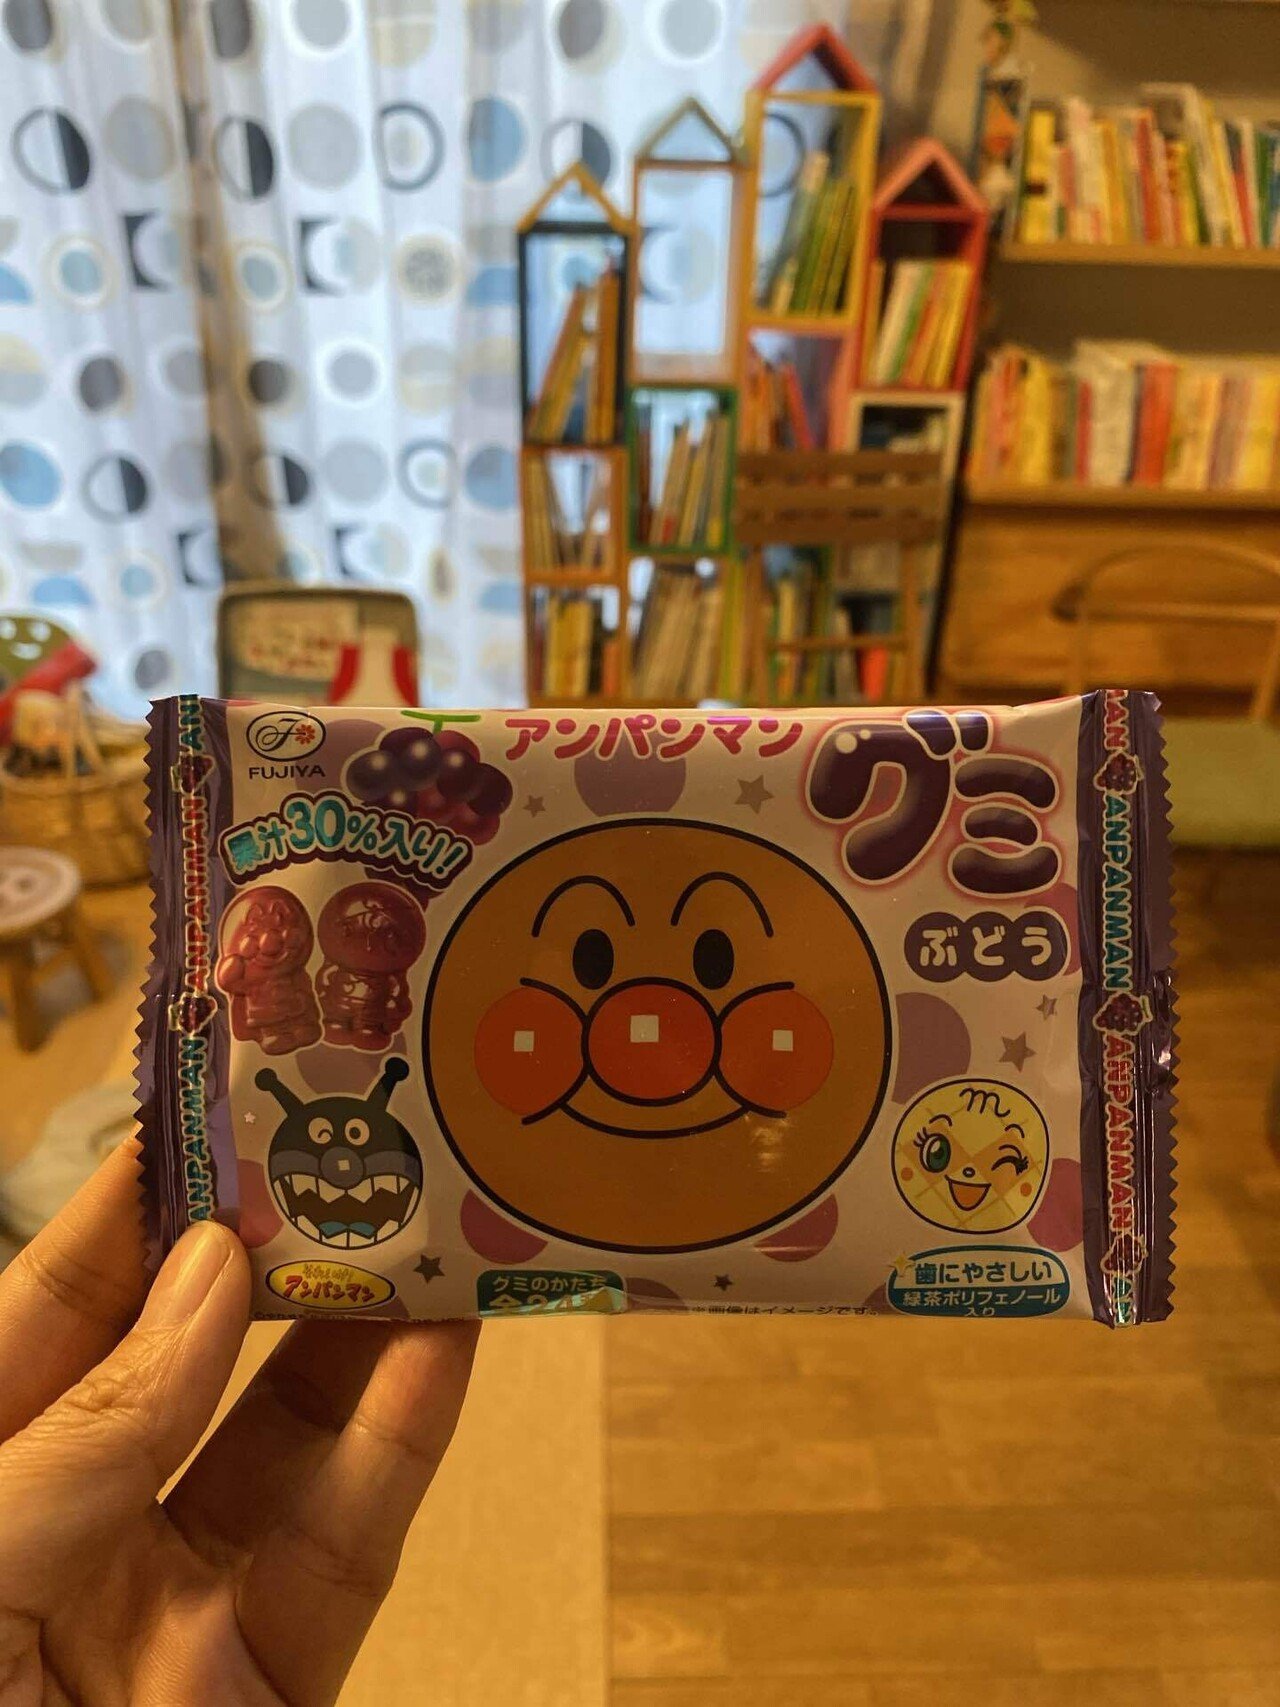 FUJIYA
アンパンマン
グミ
ぶどう
果汁30%入り!
ANPANMAN
ANPANMAN
ANPANMAN
ANPANMAN
それいけ!
アンパンマン
グミのかたち
全24
※画像はイメージです。
歯にやさしい
緑茶ポリフェノール
入り